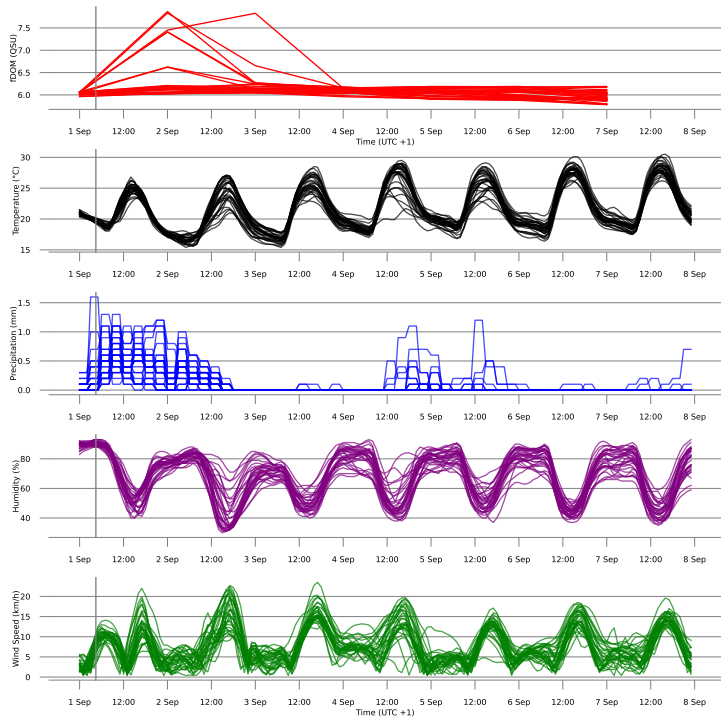 fDOM (QSU)
7.5
7.0
6.5
6.0
1 Sep 12:00 2 Sep 12:00 3 Sep 12:00 4 Sep 12:00 5 Sep 12:00 6 Sep 12:00 7 Sep 12:00 8 Sep
Time (UTC +1)
Temperature (°C)
30
25
20
15
1 Sep 12:00 2 Sep 12:00 3 Sep 12:00 4 Sep 12:00 5 Sep 12:00 6 Sep 12:00 7 Sep 12:00 8 Sep
Precipitation (mm)
1.5
1.0
0.5
0.0
1 Sep 12:00 2 Sep 12:00 3 Sep 12:00 4 Sep 12:00 5 Sep 12:00 6 Sep 12:00 7 Sep 12:00 8 Sep
Humidity (%)
80
60
40
1 Sep 12:00 2 Sep 12:00 3 Sep 12:00 4 Sep 12:00 5 Sep 12:00 6 Sep 12:00 7 Sep 12:00 8 Sep
Wind Speed (km/h)
20
15
10
5
0
1 Sep 12:00 2 Sep 12:00 3 Sep 12:00 4 Sep 12:00 5 Sep 12:00 6 Sep 12:00 7 Sep 12:00 8 Sep
Time (UTC +1)